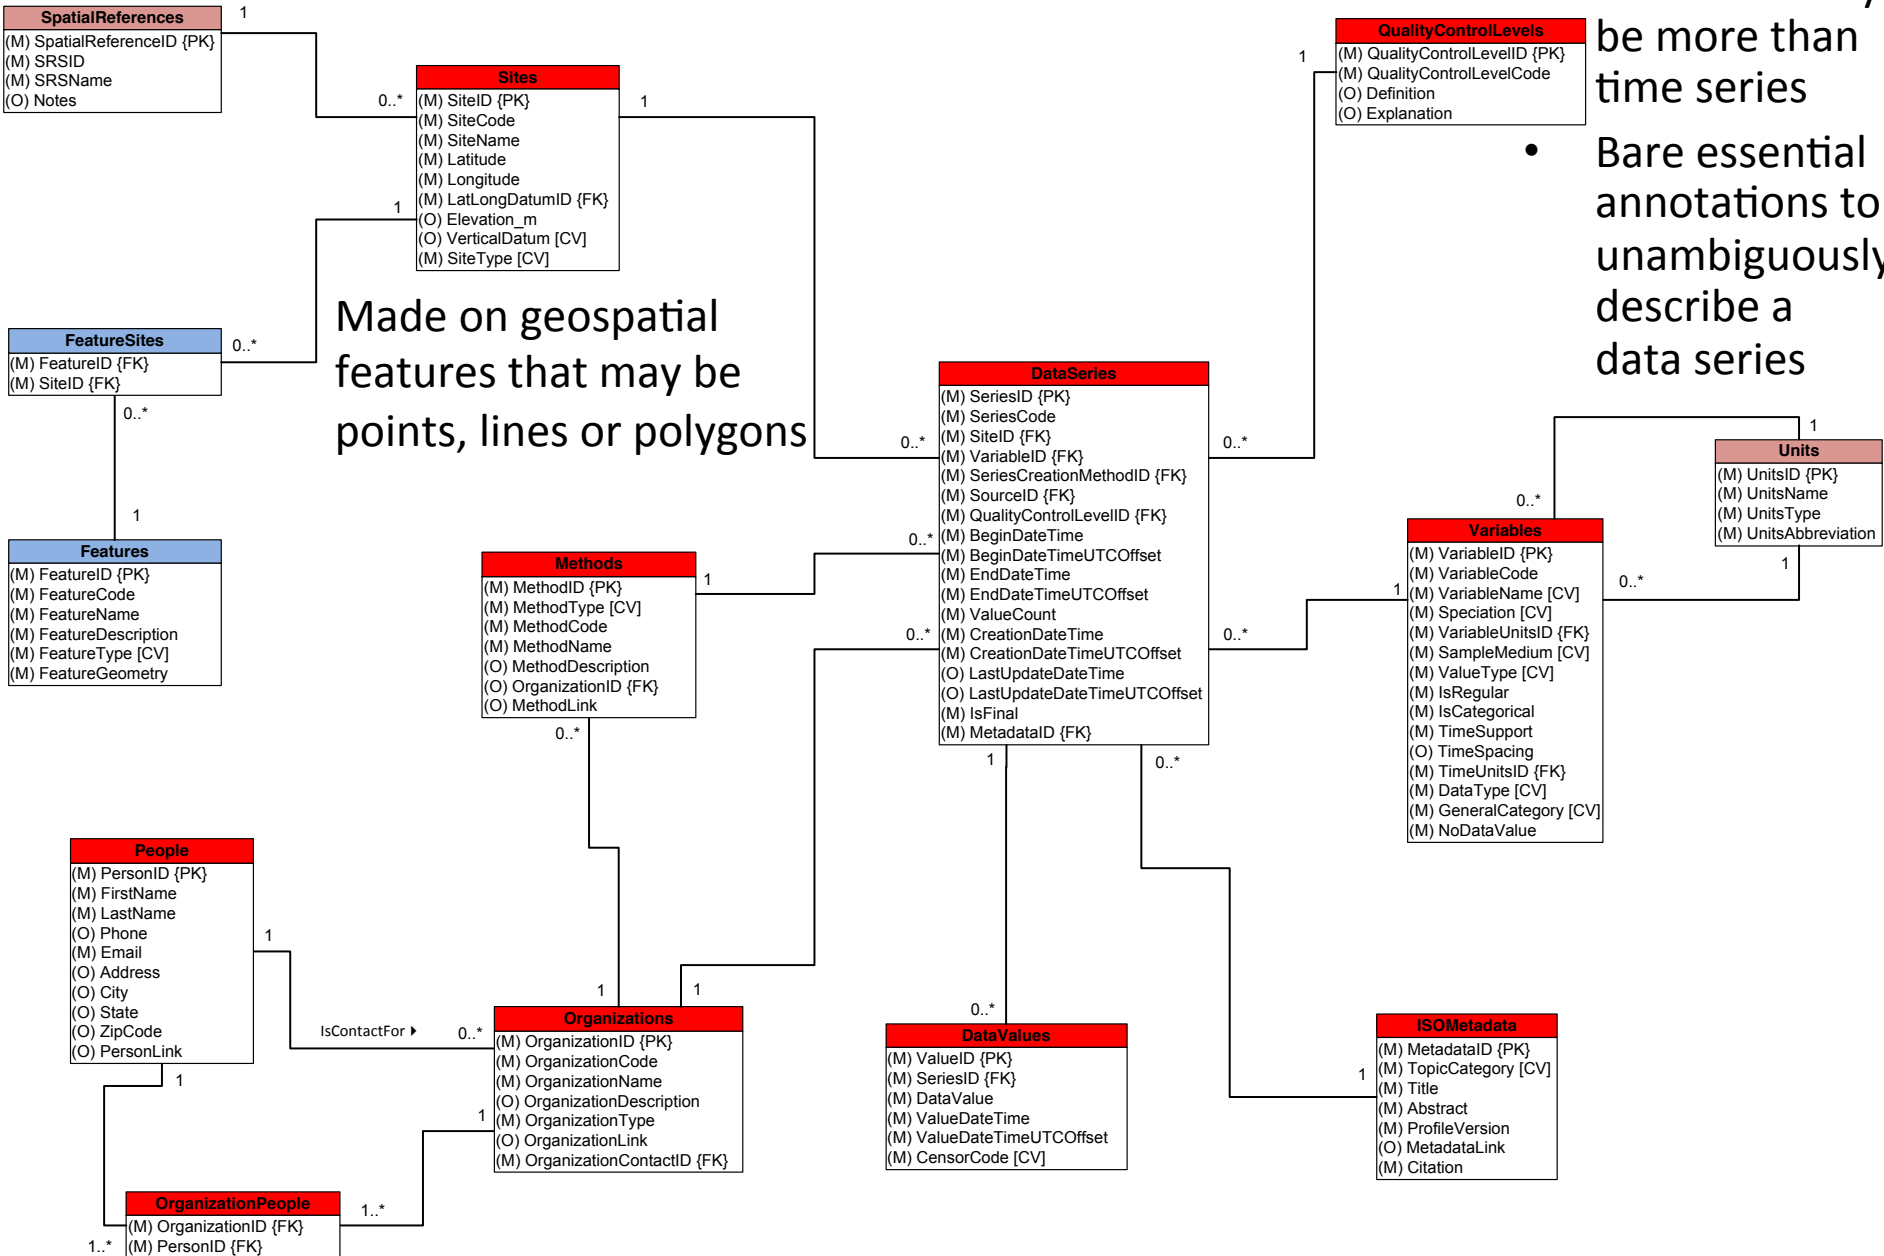 SpatialReferences
(M) SpatialReferenceID {PK}
(M) SRSID
(M) SRSName
(O) Notes
1
0..*
Sites
(M) SiteID {PK}
(M) SiteCode
(M) SiteName
(M) Latitude
(M) Longitude
(M) LatLongDatumID {FK}
(O) Elevation_m
(O) VerticalDatum [CV]
(M) SiteType [CV]
1
1
QualityControlLevels
(M) QualityControlLevelID {PK}
(M) QualityControlLevelCode
(O) Definition
(O) Explanation
1
be more than
time series
• Bare essential
annotations to
unambiguously
describe a
data series
Made on geospatial
features that may be
points, lines or polygons
FeatureSites
(M) FeatureID {FK}
(M) SiteID {FK}
0..*
0..*
1
Features
(M) FeatureID {PK}
(M) FeatureCode
(M) FeatureName
(M) FeatureDescription
(M) FeatureType [CV]
(M) FeatureGeometry
DataSeries
(M) SeriesID {PK}
(M) SeriesCode
(M) SiteID {FK}
(M) VariableID {FK}
(M) SeriesCreationMethodID {FK}
(M) SourceID {FK}
(M) QualityControlLevelID {FK}
(M) BeginDateTime
(M) BeginDateTimeUTCOffset
(M) EndDateTime
(M) EndDateTimeUTCOffset
(M) ValueCount
(M) CreationDateTime
(M) CreationDateTimeUTCOffset
(O) LastUpdateDateTime
(O) LastUpdateDateTimeUTCOffset
(M) IsFinal
(M) MetadataID {FK}
0..*
0..*
0..*
0..*
0..*
1
0..*
Units
(M) UnitsID {PK}
(M) UnitsName
(M) UnitsType
(M) UnitsAbbreviation
1
1
Variables
(M) VariableID {PK}
(M) VariableCode
(M) VariableName [CV]
(M) Speciation [CV]
(M) VariableUnitsID {FK}
(M) SampleMedium [CV]
(M) ValueType [CV]
(M) IsRegular
(M) IsCategorical
(M) TimeSupport
(O) TimeSpacing
(M) TimeUnitsID {FK}
(M) DataType [CV]
(M) GeneralCategory [CV]
(M) NoDataValue
0..*
0..*
1
Methods
(M) MethodID {PK}
(M) MethodType [CV]
(M) MethodCode
(M) MethodName
(O) MethodDescription
(O) OrganizationID {FK}
(O) MethodLink
1
0..*
People
(M) PersonID {PK}
(M) FirstName
(M) LastName
(O) Phone
(M) Email
(O) Address
(O) City
(O) State
(O) ZipCode
(O) PersonLink
1
1
IsContactFor
0..*
1
1
Organizations
(M) OrganizationID {PK}
(M) OrganizationCode
(M) OrganizationName
(O) OrganizationDescription
(M) OrganizationType
(O) OrganizationLink
(M) OrganizationContactID {FK}
1
0..*
DataValues
(M) ValueID {PK}
(M) SeriesID {FK}
(M) DataValue
(M) ValueDateTime
(M) ValueDateTimeUTCOffset
(M) CensorCode [CV]
1
ISOMetadata
(M) MetadataID {PK}
(M) TopicCategory [CV]
(M) Title
(M) Abstract
(M) ProfileVersion
(O) MetadataLink
(M) Citation
OrganizationPeople
(M) OrganizationID {FK}
(M) PersonID {FK}
1..*
1..*